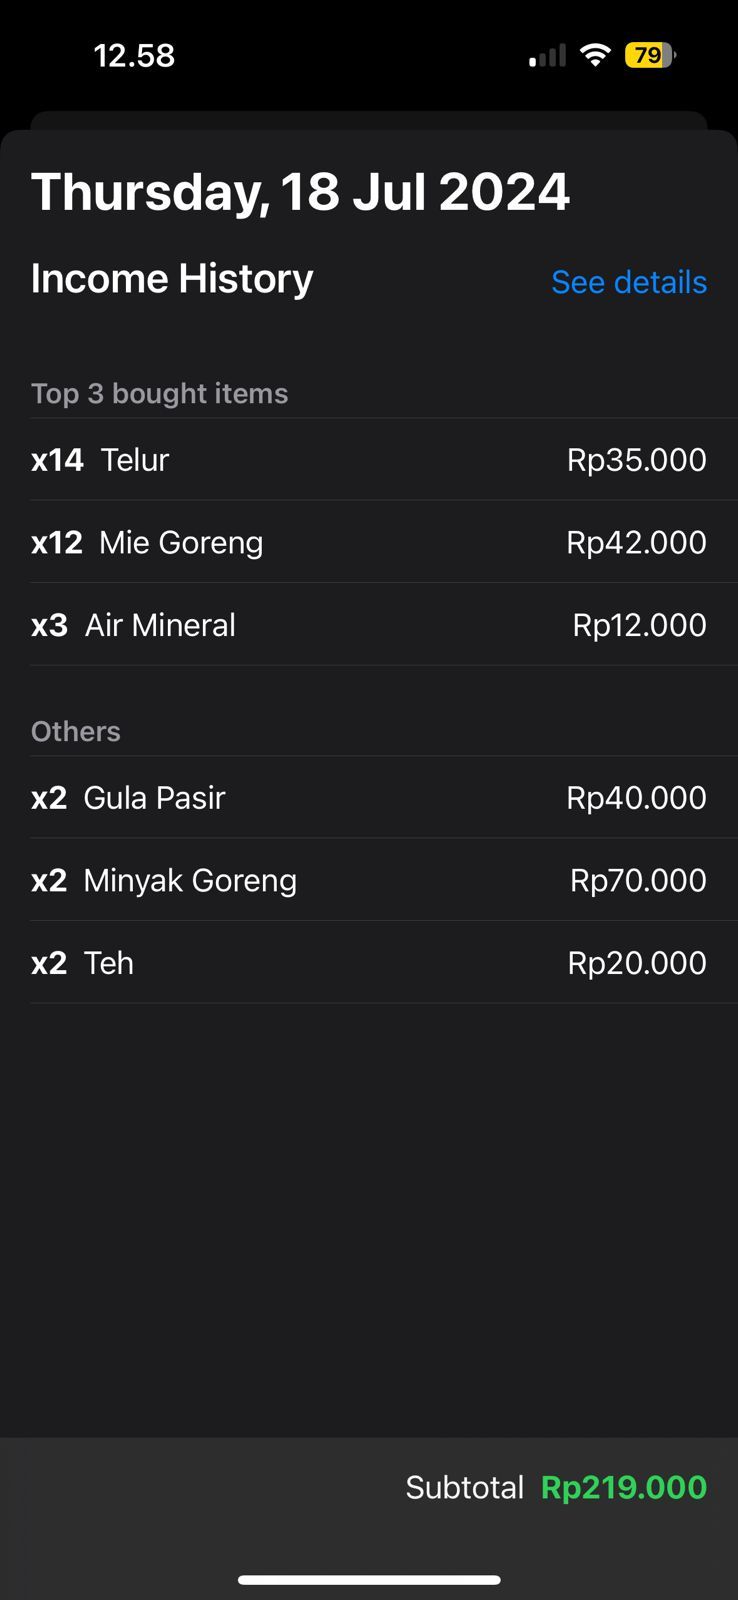 12.58
79
Thursday, 18 Jul 2024
Income History See details
Top 3 bought items
x14 Telur Rp35.000
x12 Mie Goreng Rp42.000
x3 Air Mineral Rp12.000
Others
x2 Gula Pasir Rp40.000
x2 Minyak Goreng Rp70.000
x2 Teh Rp20.000
Subtotal Rp219.000